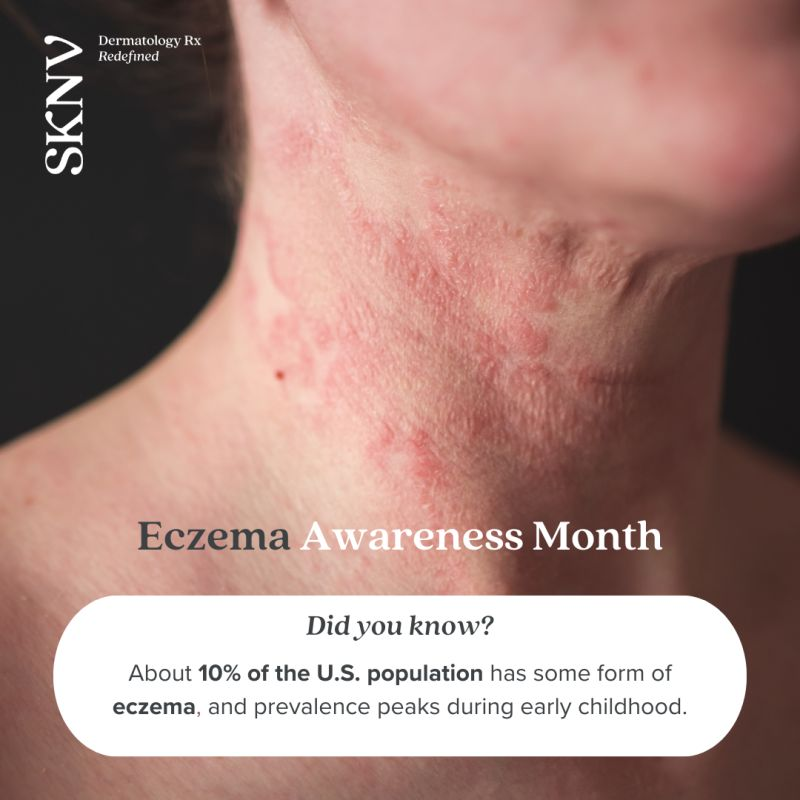 SKNV
Dermatology Rx
Redefined
Eczema Awareness Month
Did you know?
About 10% of the U.S. population has some form of
eczema, and prevalence peaks during early childhood.